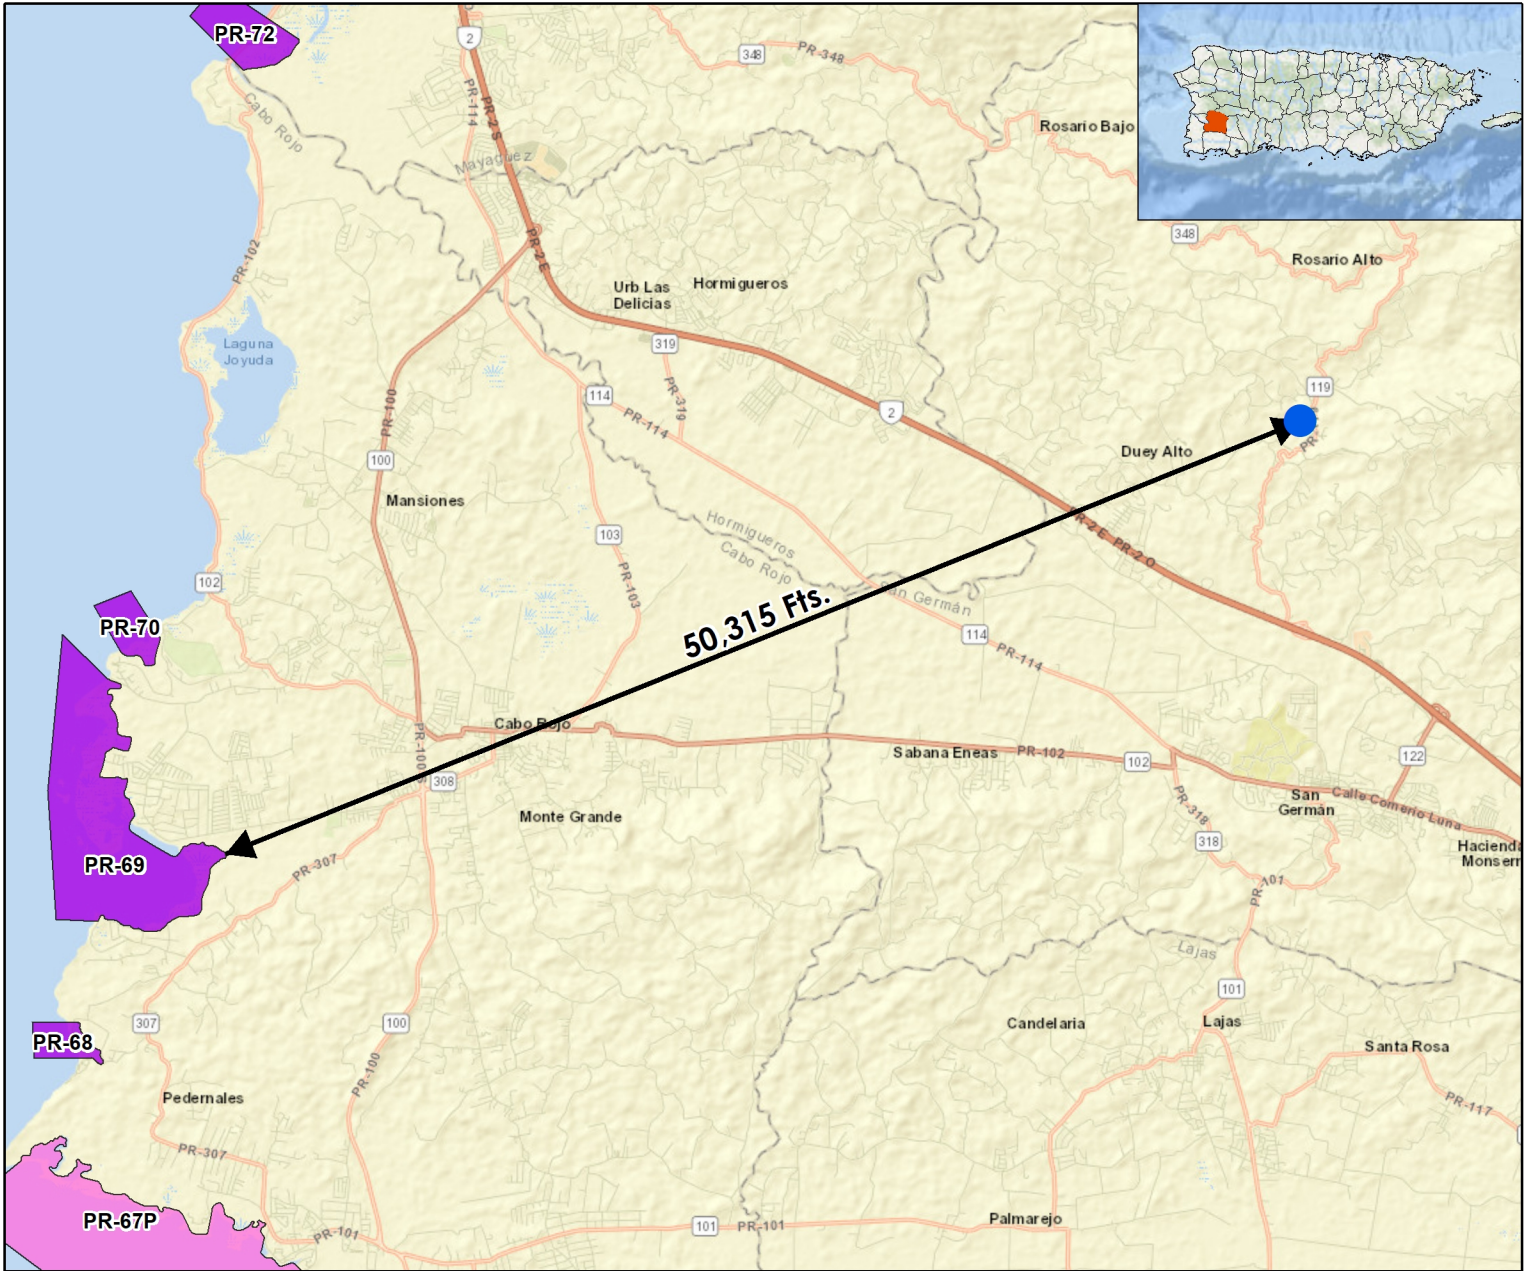 PR-72
2
348
PR-348
PR-114
PR-2 S
Cabo Rojo
Rosario Bajo
Mayagüez
348
PR-102
PR-2 E
Rosario Alto
Urb Las
Delicias
Hormigueros
Laguna
Joyuda
319
119
PR-100
114
PR-319
PR-114
2
PR-
Duey Alto
100
Mansiones
Hormigueros
Cabo Rojo
103
PR-2 E
PR-2 O
PR-103
102
50,315 Fts.
San Germán
PR-70
114
PR-114
Cabo Rojo
PR-100
Sabana Eneas
PR-102
102
122
308
San
Germán
Calle Comerio Luna
PR-318
Monte Grande
318
Hacienda
Monserr
PR-69
PR-307
PR-101
Lajas
101
307
100
Candelaria
Lajas
PR-68
Santa Rosa
PR-100
Pedernales
PR-117
PR-307
PR-67P
PR-101
101
PR-101
Palmarejo